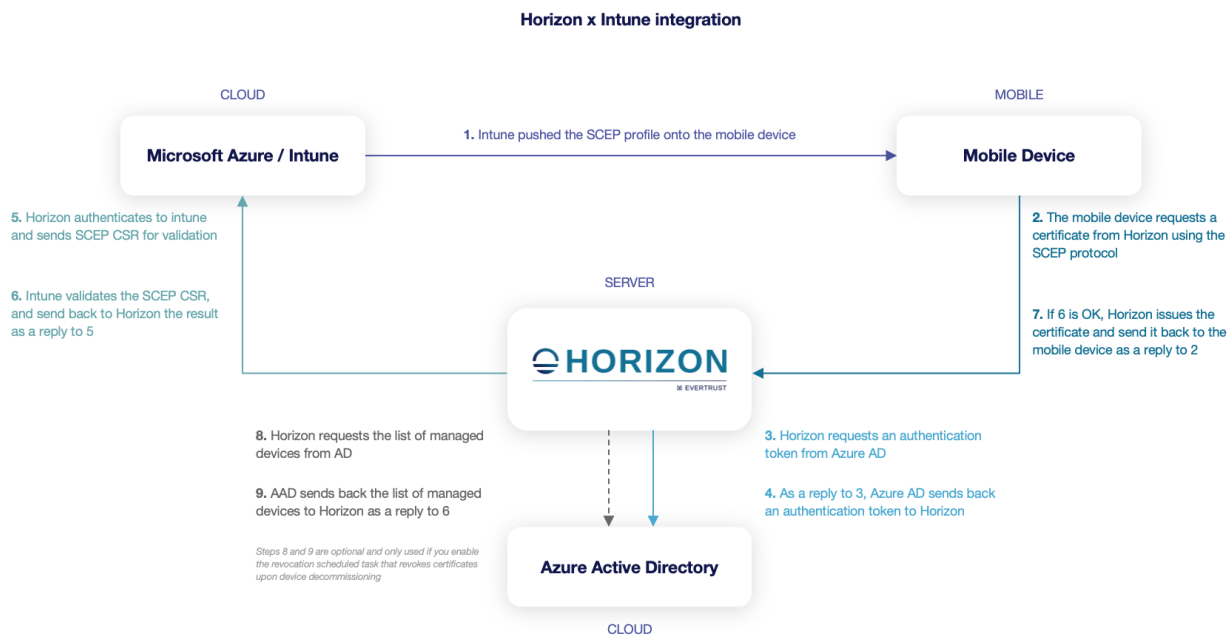 Horizon x Intune integration
CLOUD
Microsoft Azure / Intune
1. Intune pushed the SCEP profile onto the mobile device
MOBILE
Mobile Device
5. Horizon authenticates to intune
and sends SCEP CSR for validation
6. Intune validates the SCEP CSR,
and send back to Horizon the result
as a reply to 5
2. The mobile device requests a
certificate from Horizon using the
SCEP protocol
7. If 6 is OK, Horizon issues the
certificate and send it back to the
mobile device as a reply to 2
SERVER
HORIZON
EVERTRUST
8. Horizon requests the list of managed
devices from AD
9. AAD sends back the list of managed
devices to Horizon as a reply to 6
Steps 8 and 9 are optional and only used if you enable
the revocation scheduled task that revokes certificates
upon device decommissioning
3. Horizon requests an authentication
token from Azure AD
4. As a reply to 3, Azure AD sends back
an authentication token to Horizon
Azure Active Directory
CLOUD